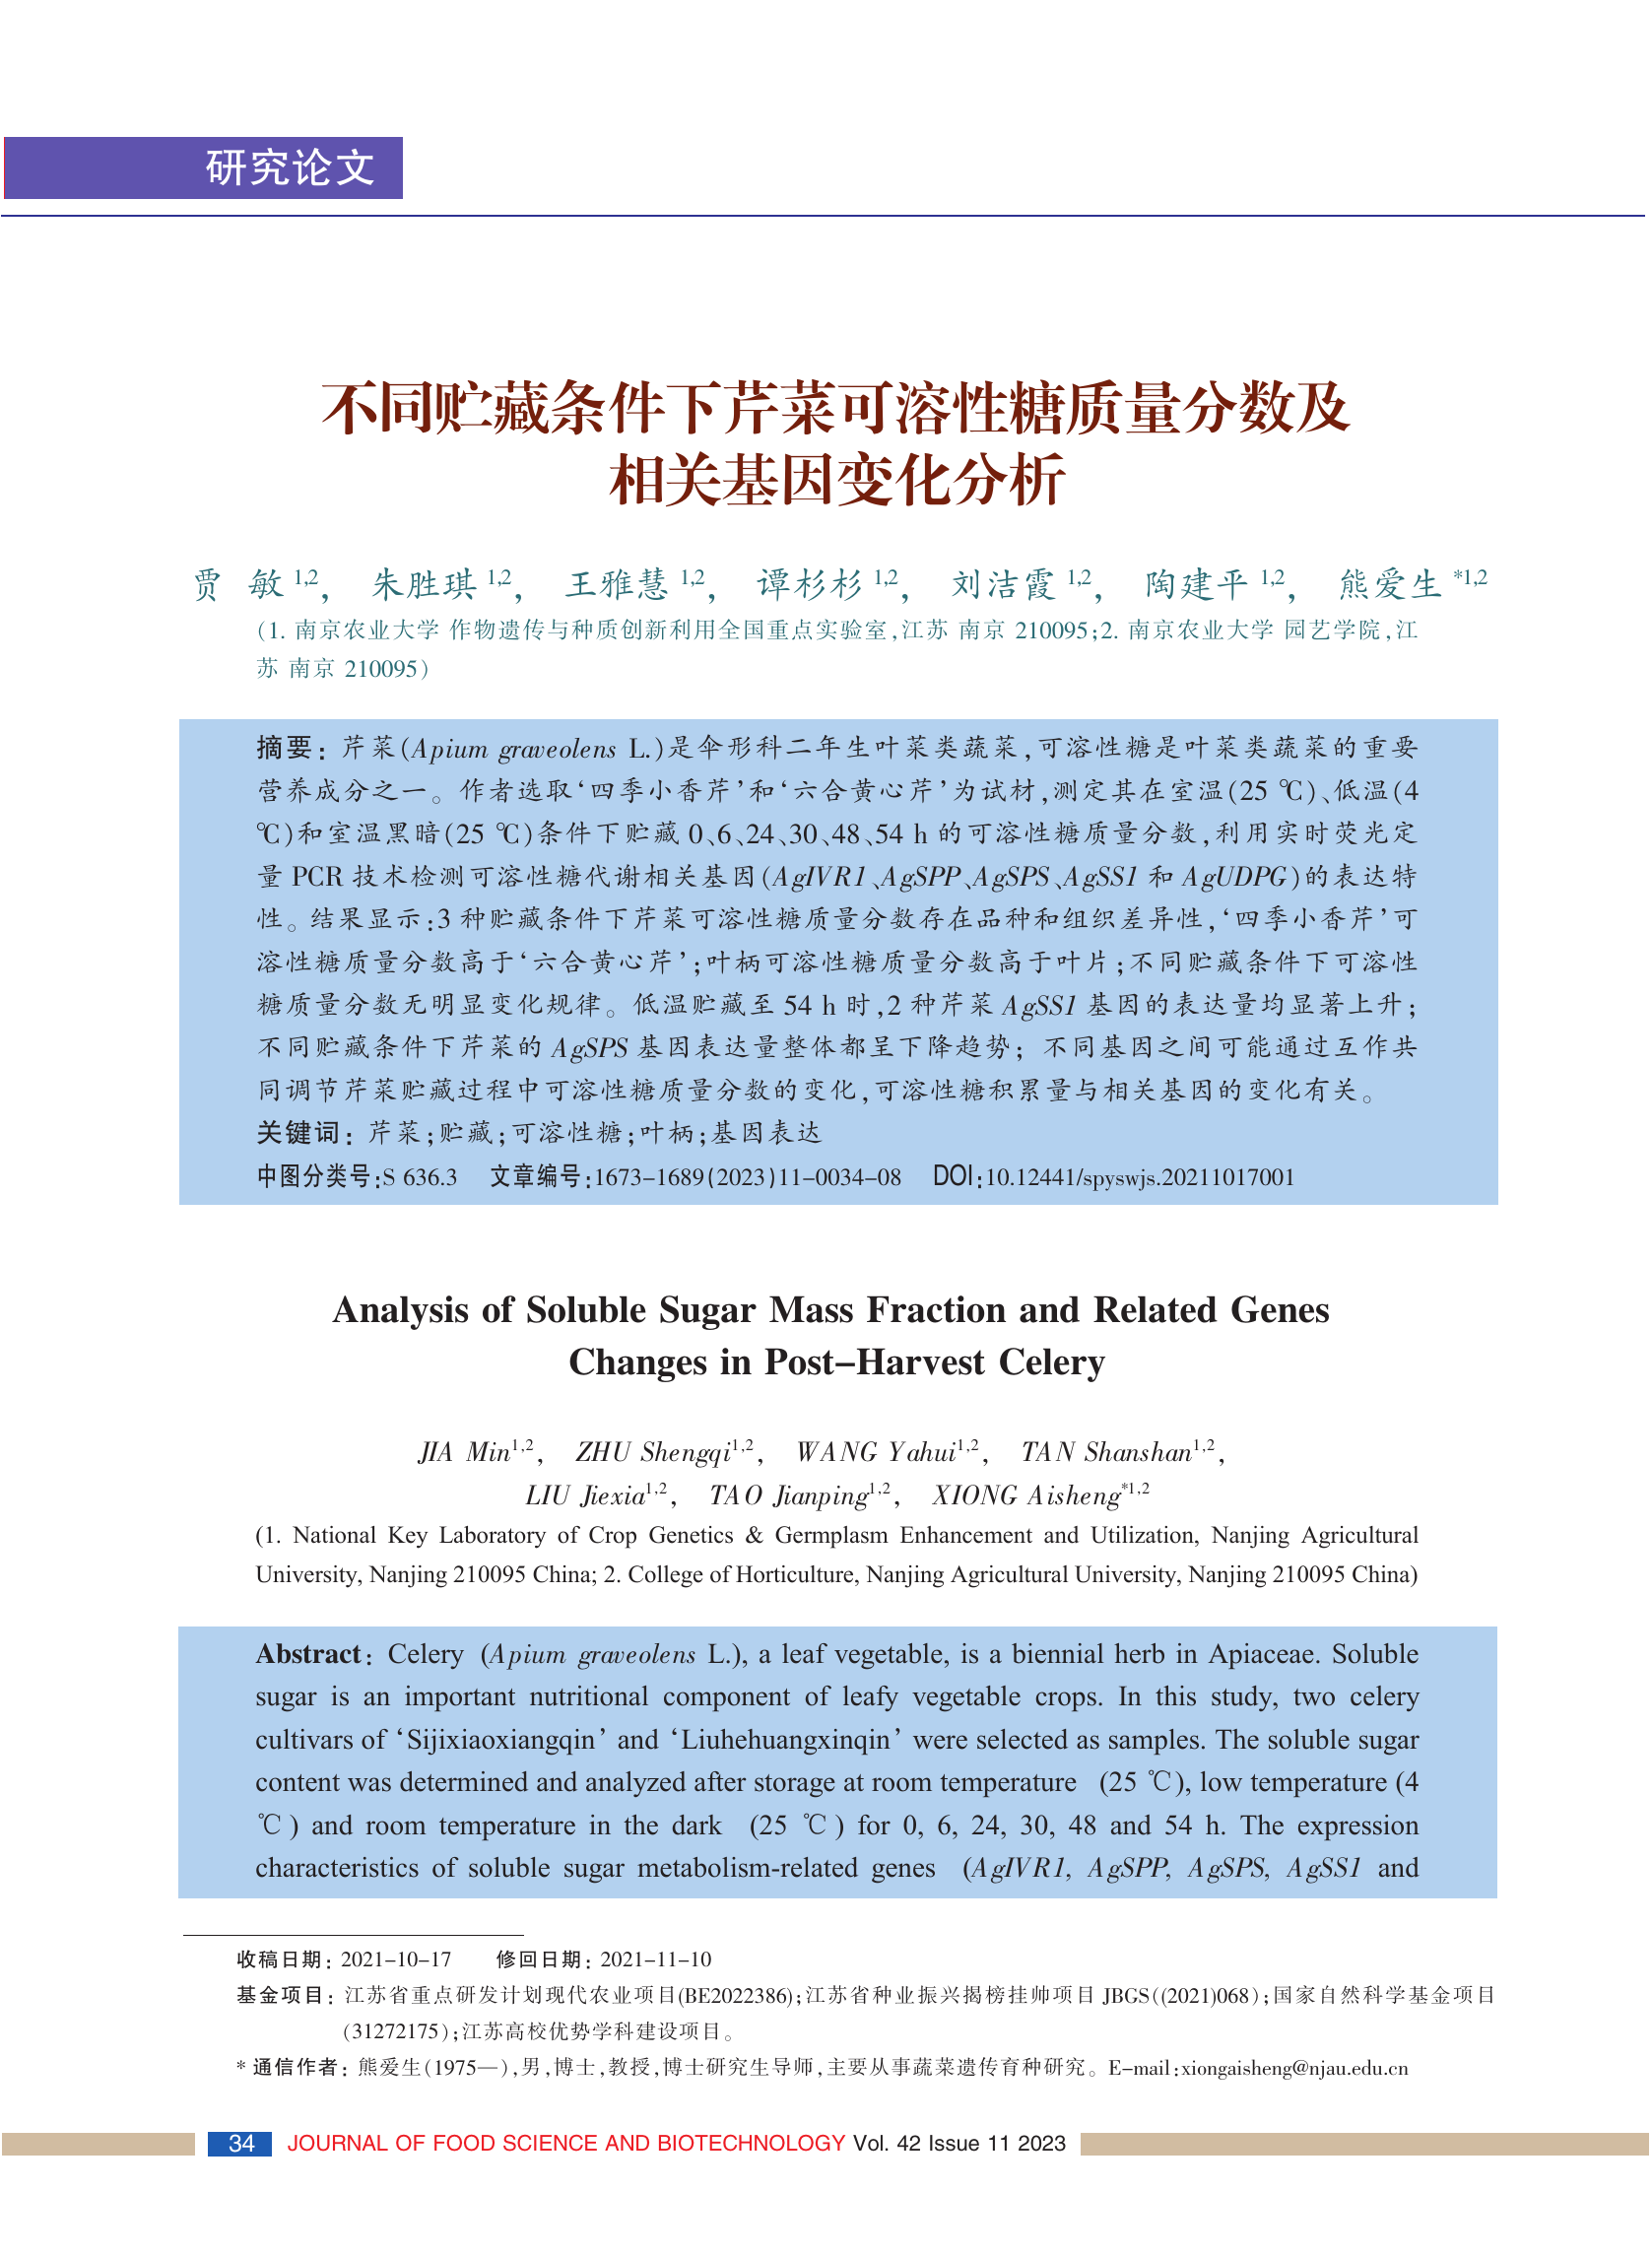 研究论文
不同贮藏条件下芹菜可溶性糖质量分数及
相关基因变化分析
贾 敏 1,2， 朱胜琪 1,2， 王雅慧 1,2， 谭杉杉 1,2， 刘洁霞 1,2， 陶建平 1,2， 熊爱生 *1,2
(1. 南京农业大学 作物遗传与种质创新利用全国重点实验室,江苏 南京 210095;2. 南京农业大学 园艺学院,江
苏 南京 210095)
摘要: 芹菜(Apium graveolens L.)是伞形科二年生叶菜类蔬菜,可溶性糖是叶菜类蔬菜的重要
营养成分之一。作者选取‘四季小香芹’和‘六合黄心芹’为试材,测定其在室温(25 ℃)、低温(4
℃)和室温黑暗(25 ℃)条件下贮藏 0、6、24、30、48、54 h 的可溶性糖质量分数,利用实时荧光定
量 PCR 技术检测可溶性糖代谢相关基因(AgIVR1、AgSPP、AgSPS、AgSS1 和 AgUDPG)的表达特
性。结果显示:3 种贮藏条件下芹菜可溶性糖质量分数存在品种和组织差异性,‘四季小香芹’可
溶性糖质量分数高于‘六合黄心芹’;叶柄可溶性糖质量分数高于叶片;不同贮藏条件下可溶性
糖质量分数无明显变化规律。低温贮藏至 54 h 时,2 种芹菜 AgSS1 基因的表达量均显著上升;
不同贮藏条件下芹菜的 AgSPS 基因表达量整体都呈下降趋势; 不同基因之间可能通过互作共
同调节芹菜贮藏过程中可溶性糖质量分数的变化,可溶性糖积累量与相关基因的变化有关。
关键词: 芹菜;贮藏;可溶性糖;叶柄;基因表达
中图分类号:S 636.3 文章编号:1673-1689(2023)11-0034-08 DOI:10.12441/spyswjs.20211017001
Analysis of Soluble Sugar Mass Fraction and Related Genes
Changes in Post-Harvest Celery
JIA Min1,2, ZHU Shengqi1,2, WANG Yahui1,2, TAN Shanshan1,2,
LIU Jiexia1,2, TAO Jianping1,2, XIONG Aisheng*1,2
(1. National Key Laboratory of Crop Genetics & Germplasm Enhancement and Utilization, Nanjing Agricultural
University, Nanjing 210095 China; 2. College of Horticulture, Nanjing Agricultural University, Nanjing 210095 China)
Abstract: Celery (Apium graveolens L.), a leaf vegetable, is a biennial herb in Apiaceae. Soluble
sugar is an important nutritional component of leafy vegetable crops. In this study, two celery
cultivars of ‘Sijixiaoxiangqin’ and ‘Liuhehuangxinqin’ were selected as samples. The soluble sugar
content was determined and analyzed after storage at room temperature (25 ℃), low temperature (4
℃) and room temperature in the dark (25 ℃) for 0, 6, 24, 30, 48 and 54 h. The expression
characteristics of soluble sugar metabolism-related genes (AgIVR1, AgSPP, AgSPS, AgSS1 and
收稿日期: 2021-10-17 修回日期: 2021-11-10
基金项目: 江苏省重点研发计划现代农业项目(BE2022386);江苏省种业振兴揭榜挂帅项目 JBGS((2021)068);国家自然科学基金项目
(31272175);江苏高校优势学科建设项目。
* 通信作者: 熊爱生(1975—),男,博士,教授,博士研究生导师,主要从事蔬菜遗传育种研究。E-mail:xiongaisheng@njau.edu.cn
34 JOURNAL OF FOOD SCIENCE AND BIOTECHNOLOGY Vol. 42 Issue 11 2023